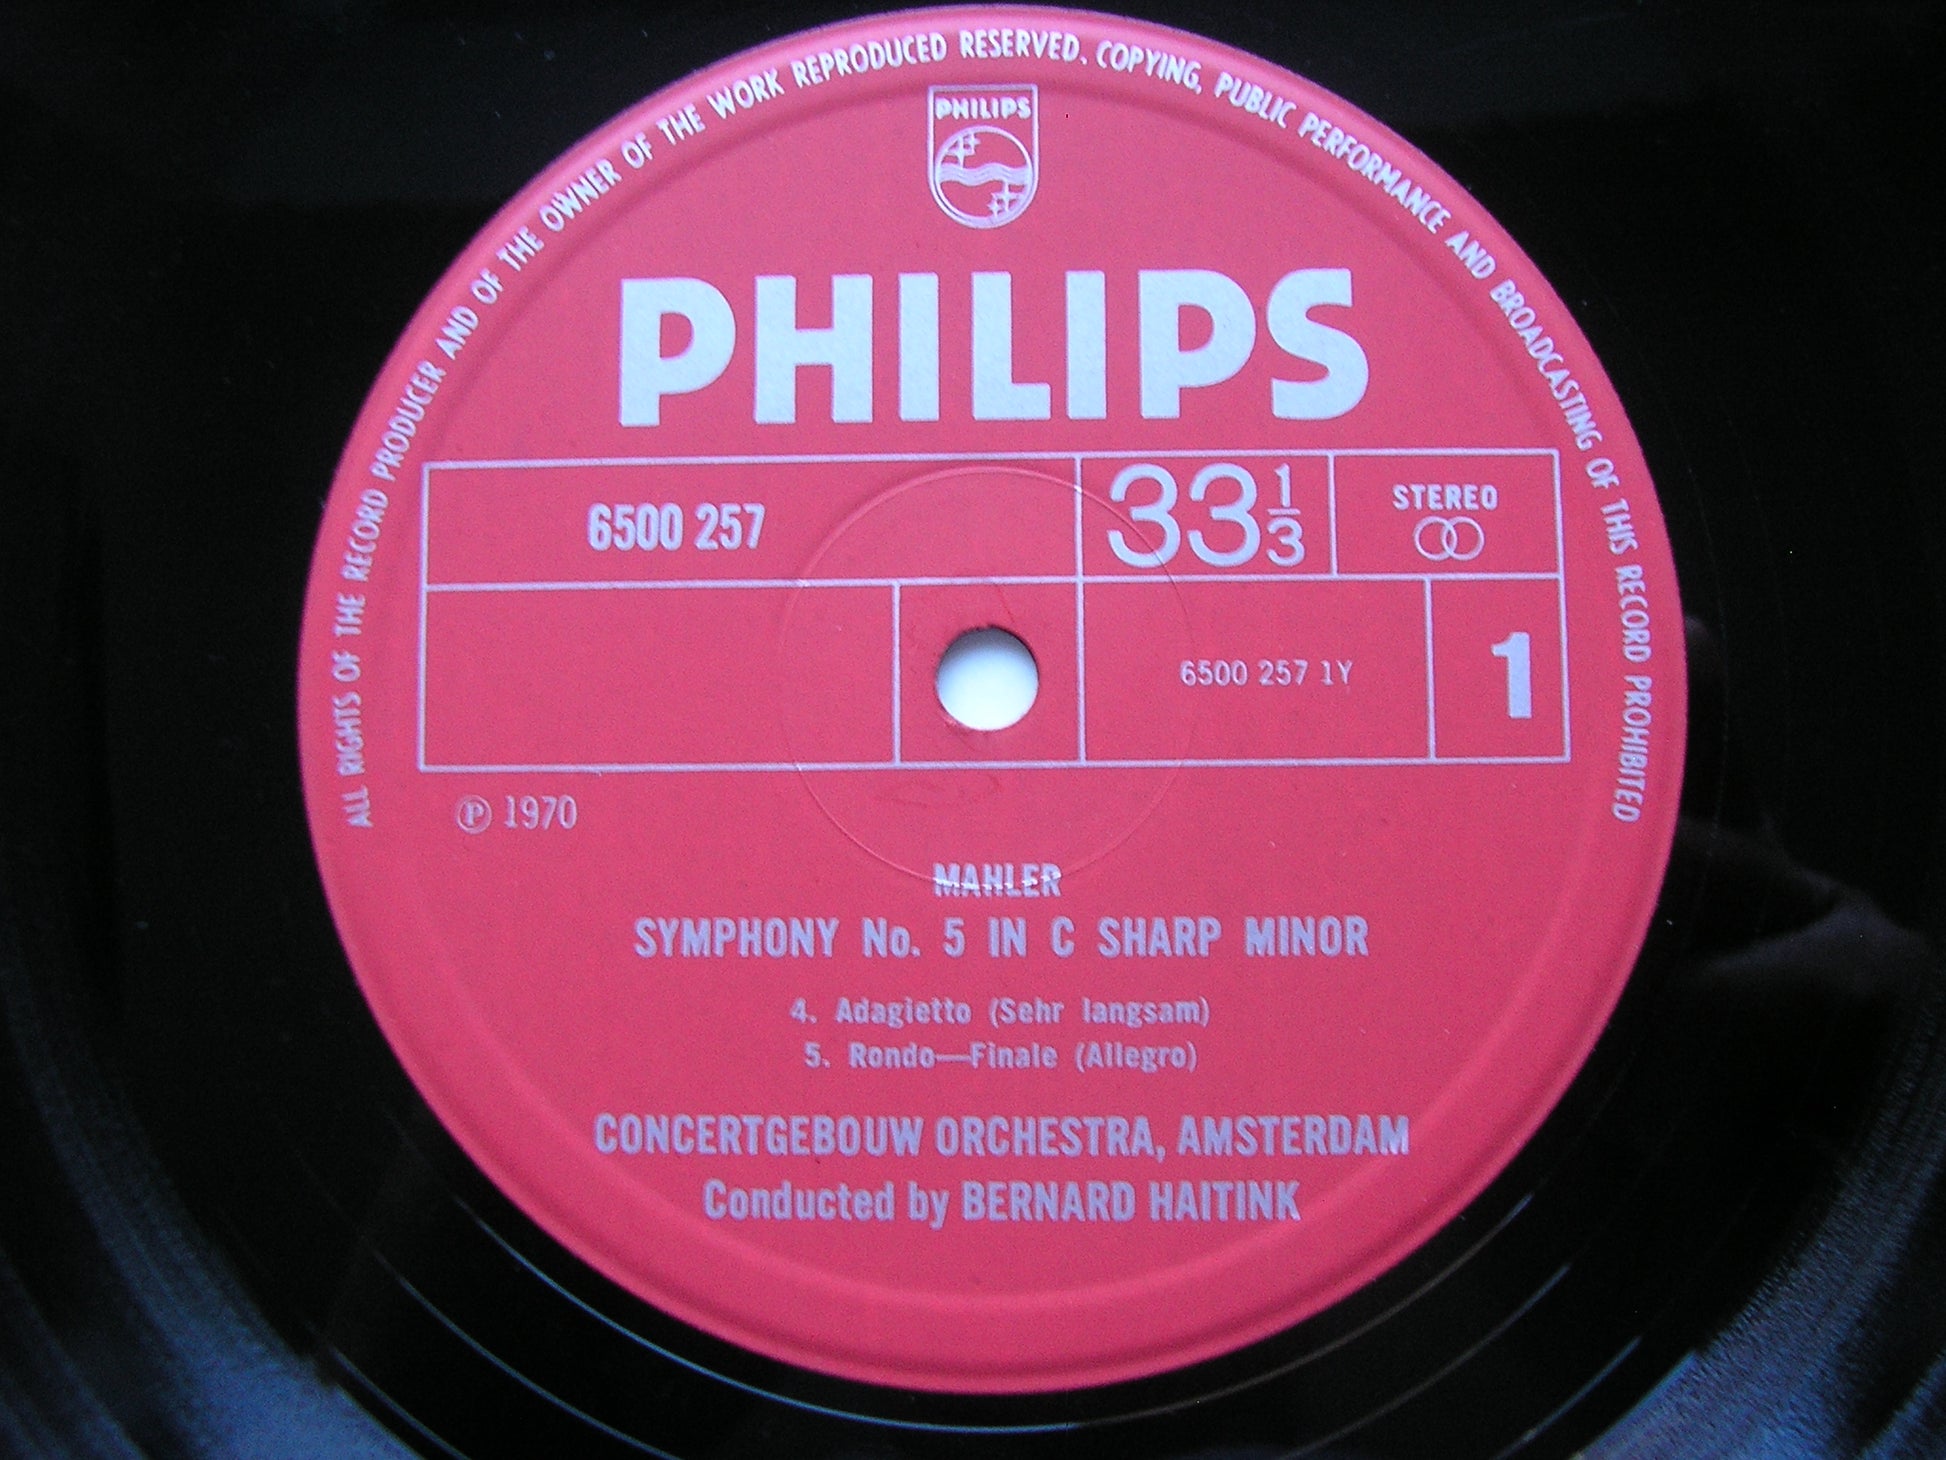 ALL RIGHTS OF THE RECORD PRODUCER AND OF THE OWNER OF THE WORK REPRODUCED RESERVED. COPYING, PUBLIC PERFORMANCE AND BROADCASTING OF THIS RECORD PROHIBITED
PHILIPS
PHILIPS
6500 257
33 1/3
STEREO
6500 257 1Y
1
Ⓟ 1970
MAHLER
SYMPHONY No. 5 IN C SHARP MINOR
4. Adagietto (Sehr langsam)
5. Rondo—Finale (Allegro)
CONCERTGEBOUW ORCHESTRA, AMSTERDAM
Conducted by BERNARD HAITINK